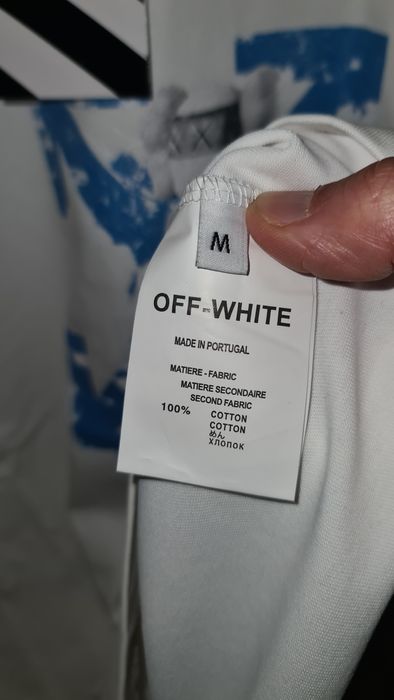 M
OFF-WHITE
MADE IN PORTUGAL
MATIERE - FABRIC
MATIERE SECONDAIRE
SECOND FABRIC
100% COTTON
COTTON
めん
хлопок